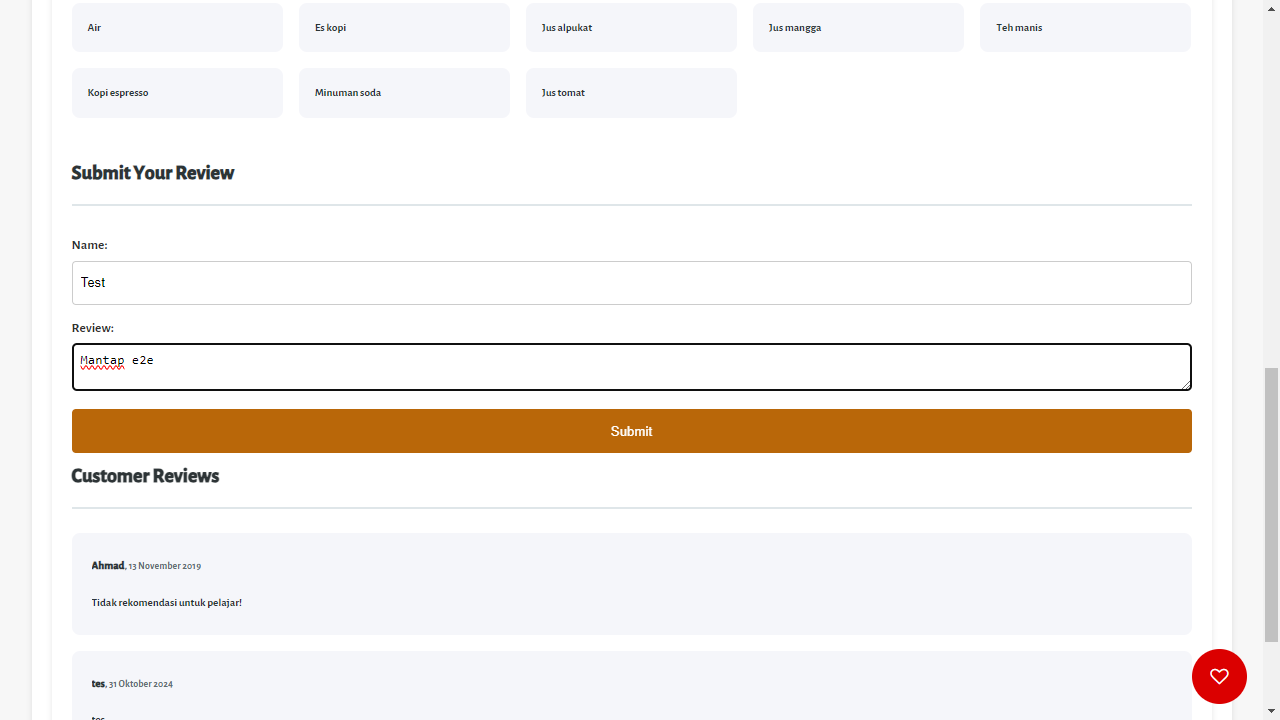 Air
Es kopi
Jus alpukat
Jus mangga
Teh manis
Kopi espresso
Minuman soda
Jus tomat
Submit Your Review
Name:
Test
Review:
Mantap e2e
Submit
Customer Reviews
Ahmad, 13 November 2019
Tidak rekomendasi untuk pelajar!
tes, 31 Oktober 2024
tes